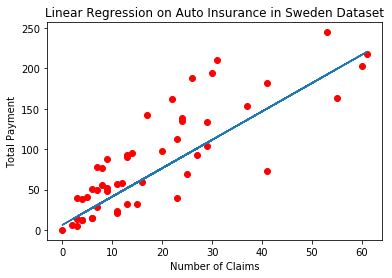 Linear Regression on Auto Insurance in Sweden Dataset
250
200
150
100
50
0
Total Payment
0 10 20 30 40 50 60
Number of Claims